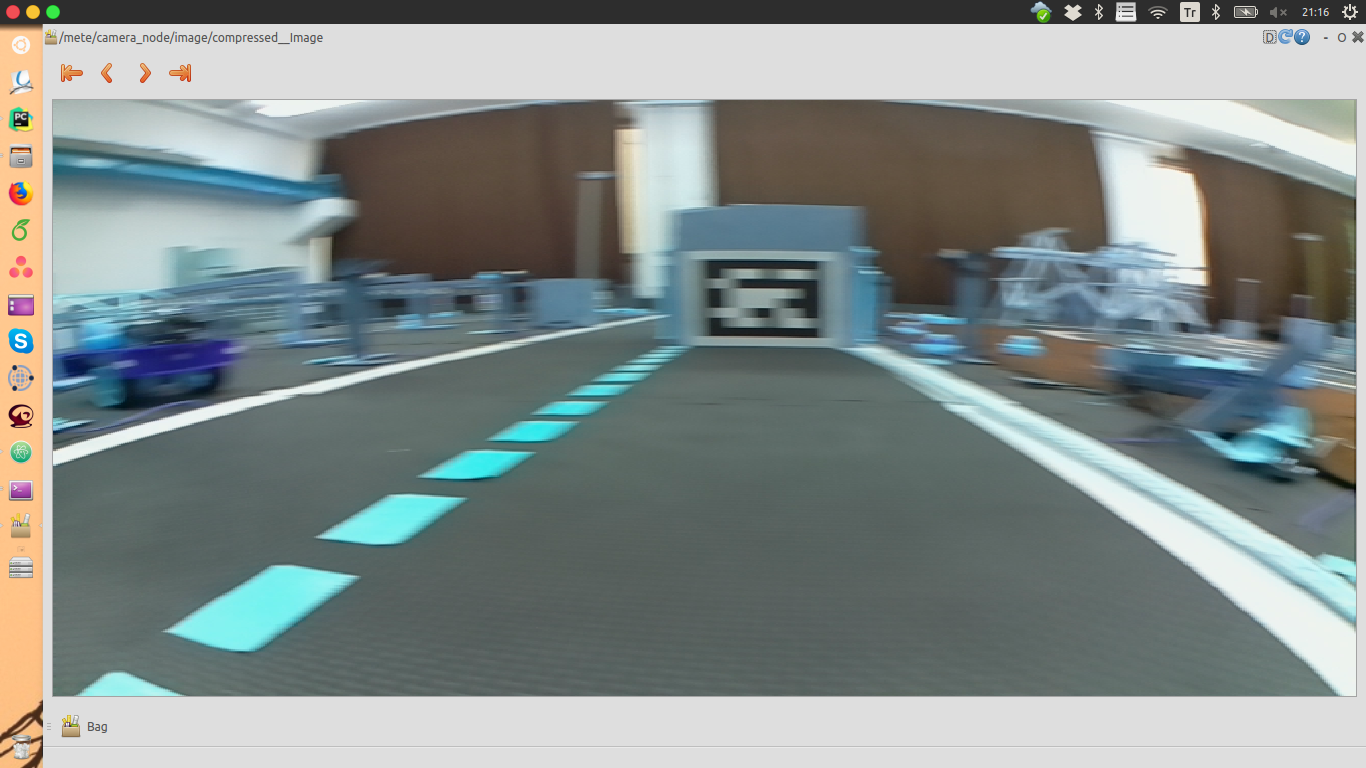 Tr
21:16
/mete/camera_node/image/compressed__Image
D
- O
PC
S
Bag